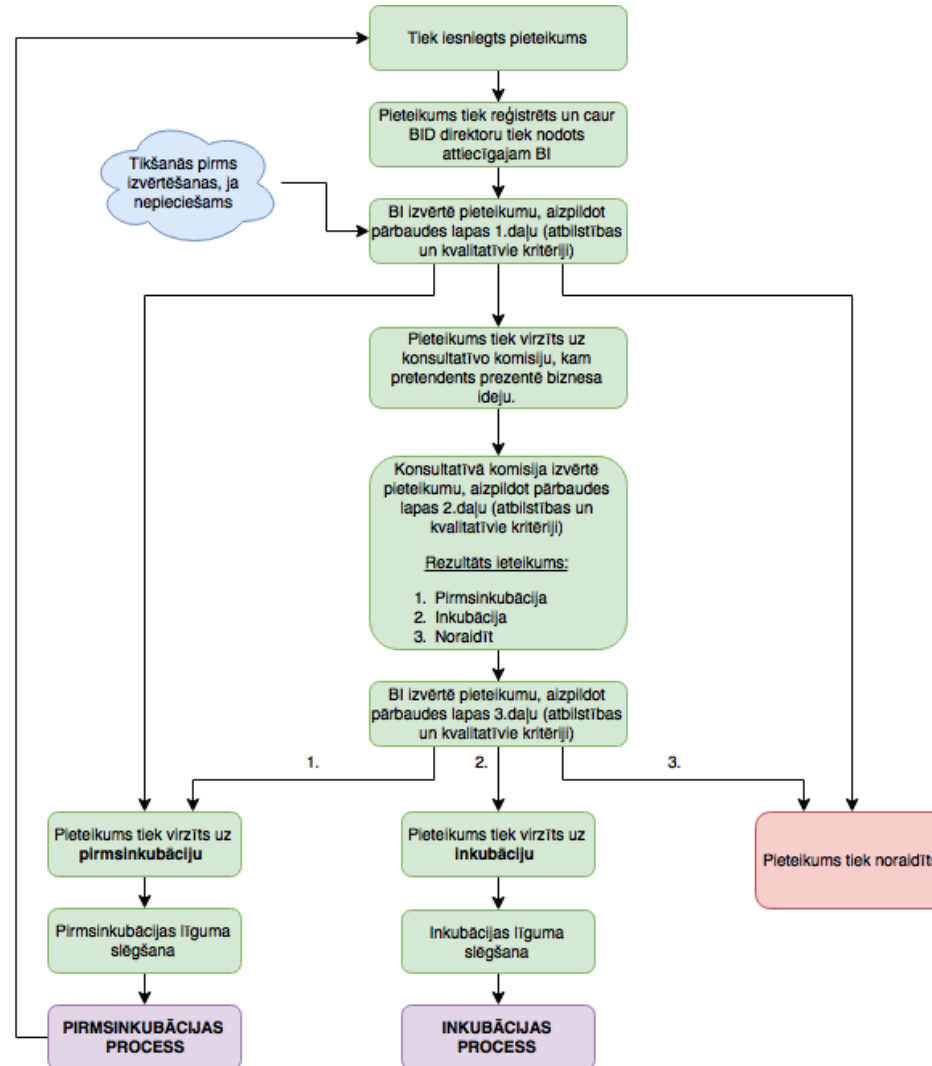 Tiek iesniegts pieteikums
Pieteikums tiek reģistrēts un caur
BID direktoru tiek nodots
attiecīgajam BI
Tikšanās pirms
izvērtēšanas, ja
nepieciešams
BI izvērtē pieteikumu, aizpildot
pārbaudes lapas 1.daļu (atbilstības
un kvalitatīvie kritēriji)
Pieteikums tiek virzīts uz
konsultatīvo komisiju, kam
pretendents prezentē biznesa
ideju.
Konsultatīvā komisija izvērtē
pieteikumu, aizpildot pārbaudes
lapas 2.daļu (atbilstības un
kvalitatīvie kritēriji)
Rezultāts ieteikums:
1. Pirmsinkubācija
2. Inkubācija
3. Noraidīt
BI izvērtē pieteikumu, aizpildot
pārbaudes lapas 3.daļu (atbilstības
un kvalitatīvie kritēriji)
1.
2.
3.
Pieteikums tiek virzīts uz
pirmsinkubāciju
Pieteikums tiek virzīts uz
inkubāciju
Pieteikums tiek noraidīts
Pirmsinkubācijas līguma
slēgšana
Inkubācijas līguma
slēgšana
PIRMSINKUBĀCIJAS
PROCESS
INKUBĀCIJAS
PROCESS